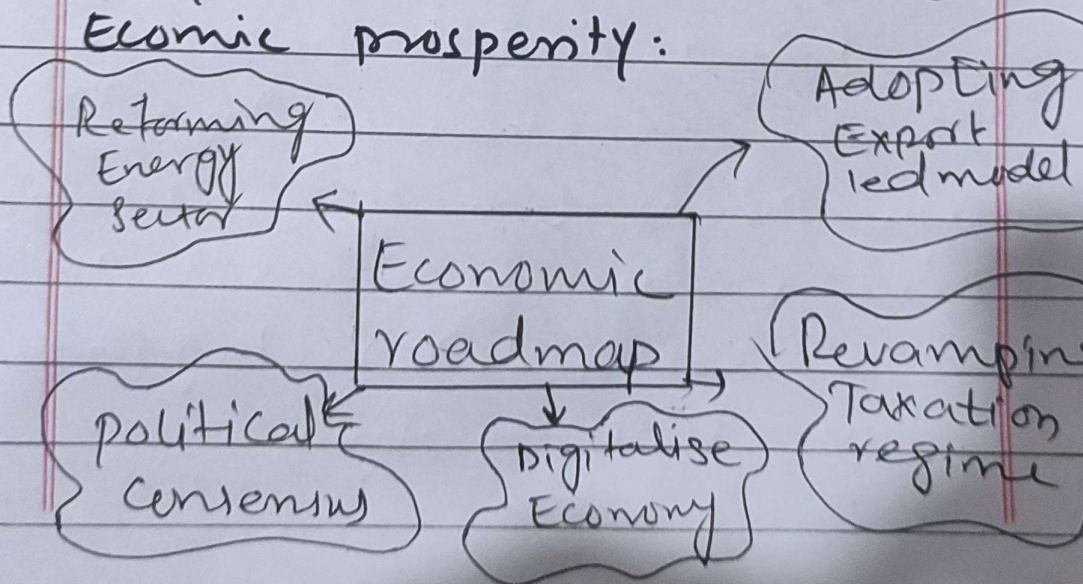 Ecomic prosperity:
Reforming
Energy
Sector
Adopting
Export
led model
Economic
roadmap
Political
Consensus
Digitalise
Economy
Revampin
Taxation
regime